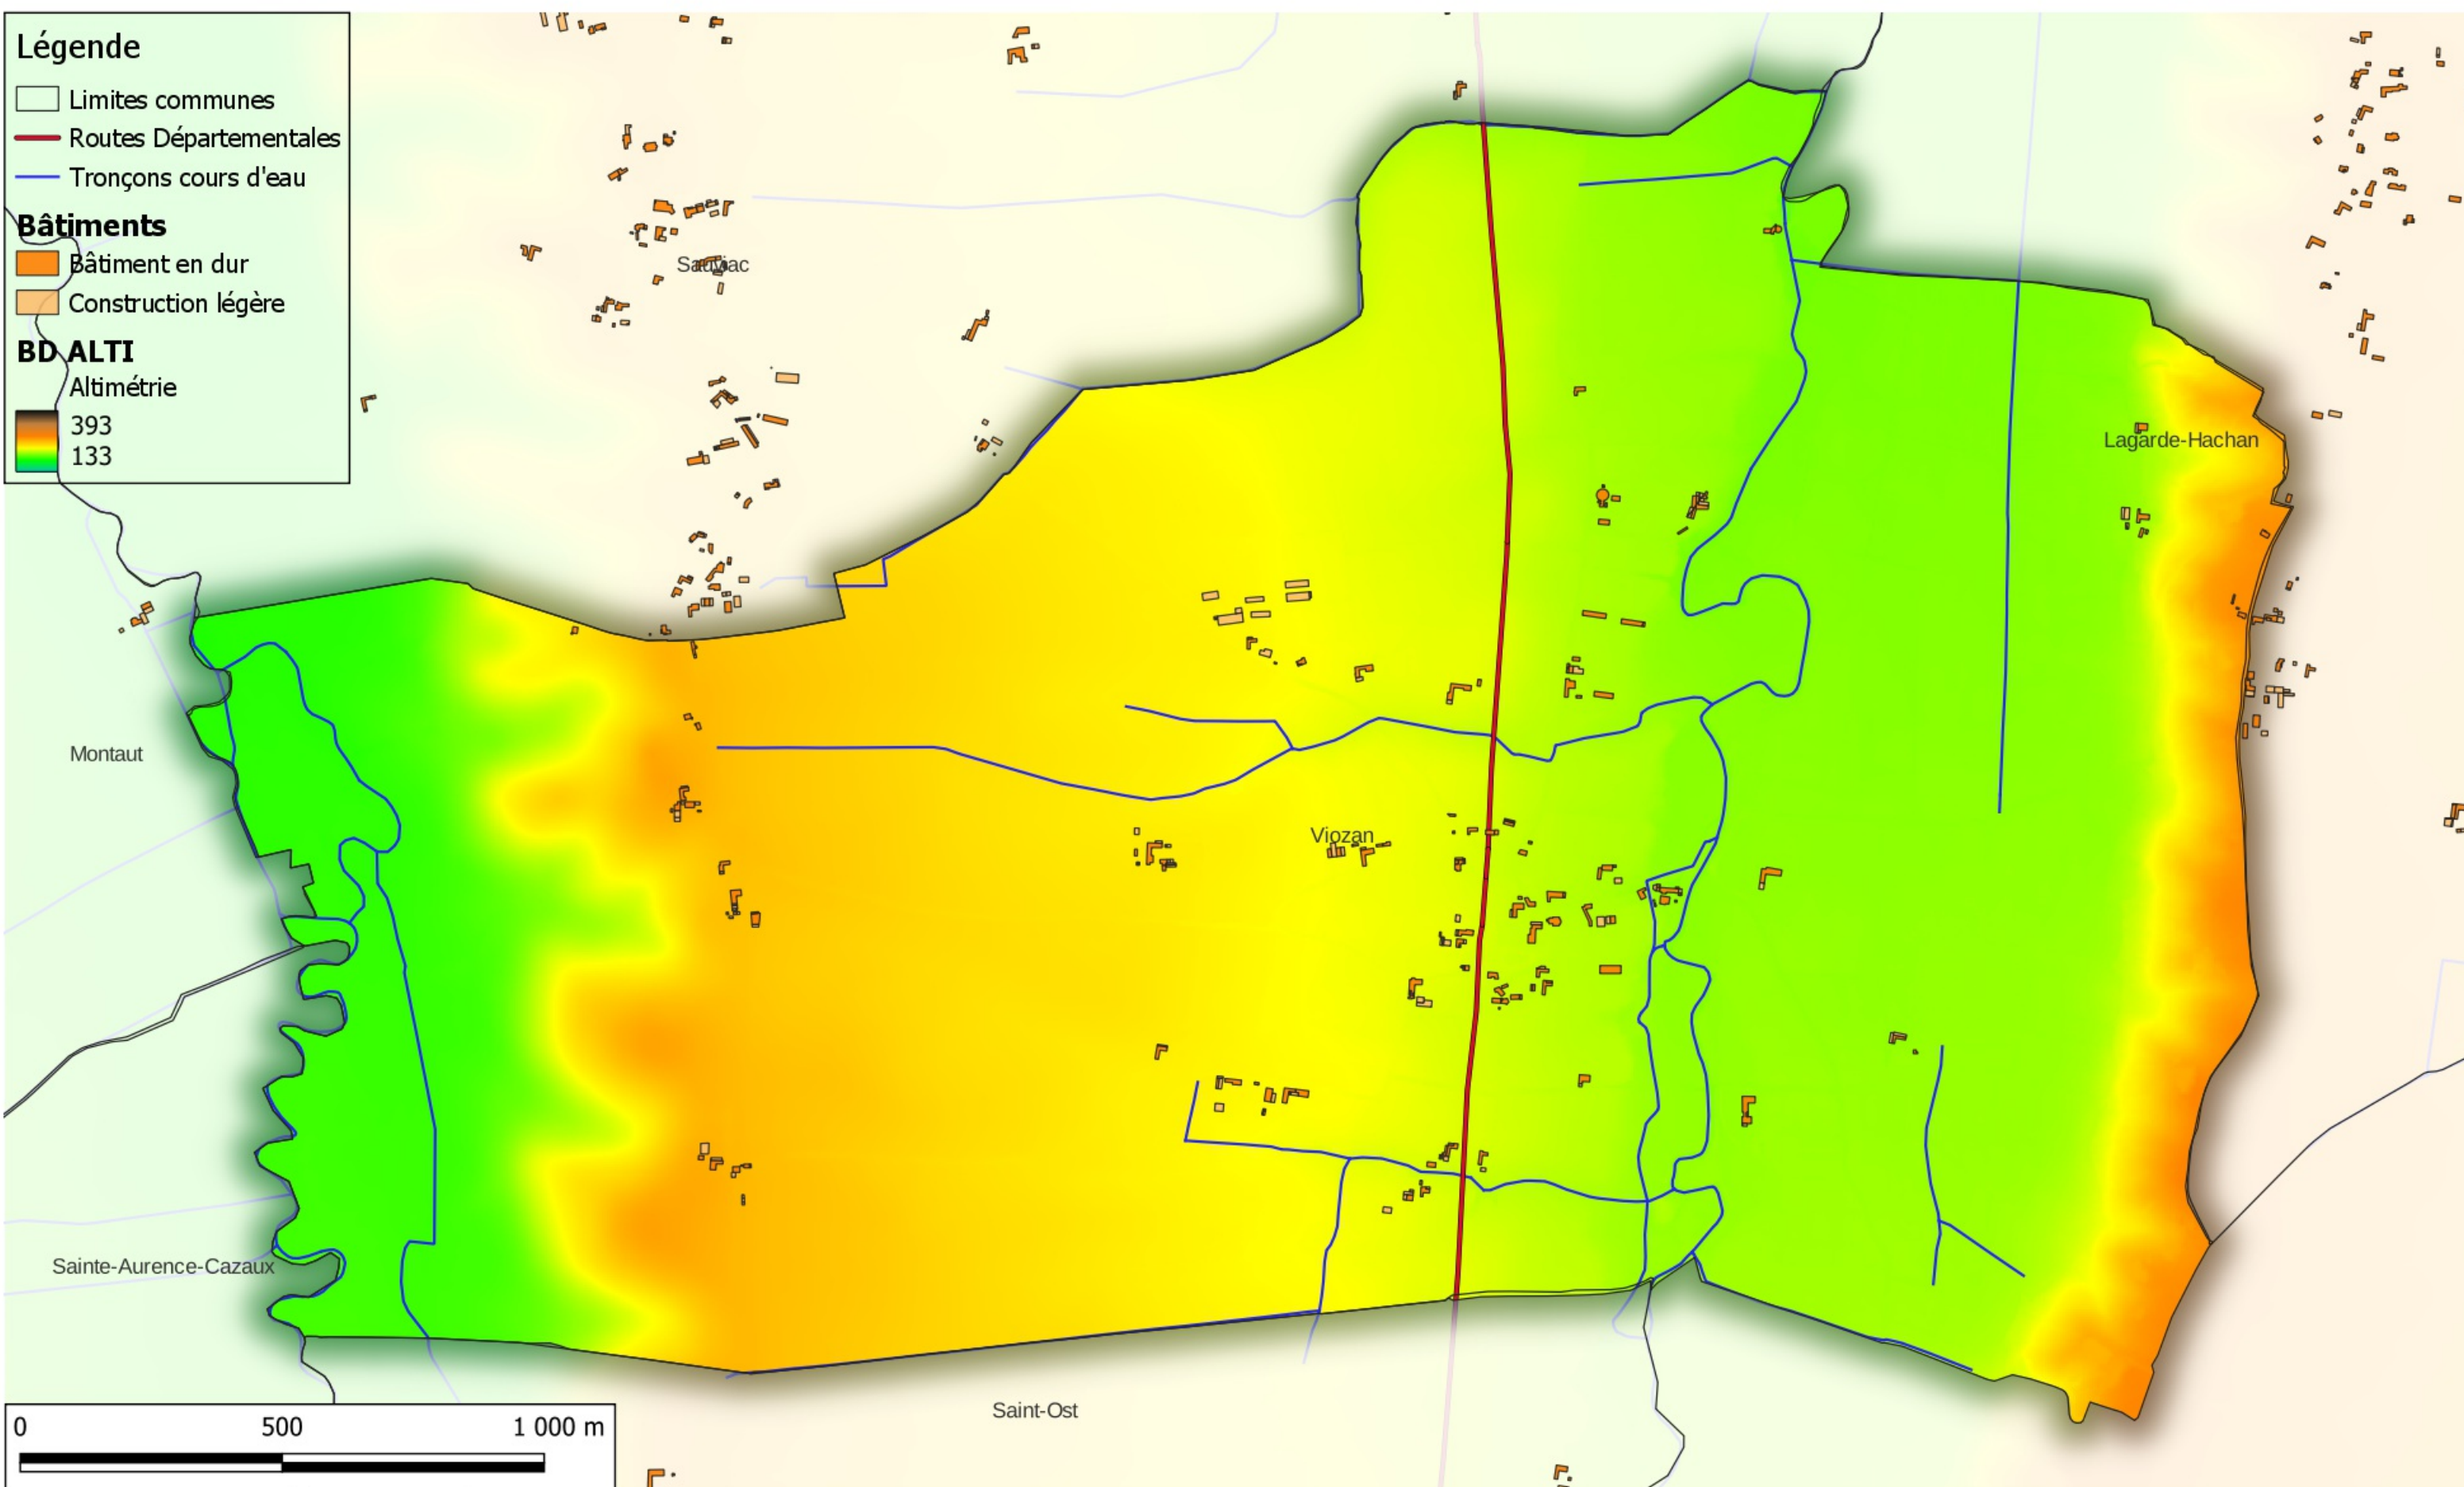 Légende
Limites communes
Routes Départementales
Tronçons cours d'eau
Bâtiments
Bâtiment en dur
Construction légère
BD ALTI
Altimétrie
393
133
Sauviac
Lagarde-Hachan
Montaut
Viozan
Sainte-Aurence-Cazaux
Saint-Ost
0 500 1 000 m